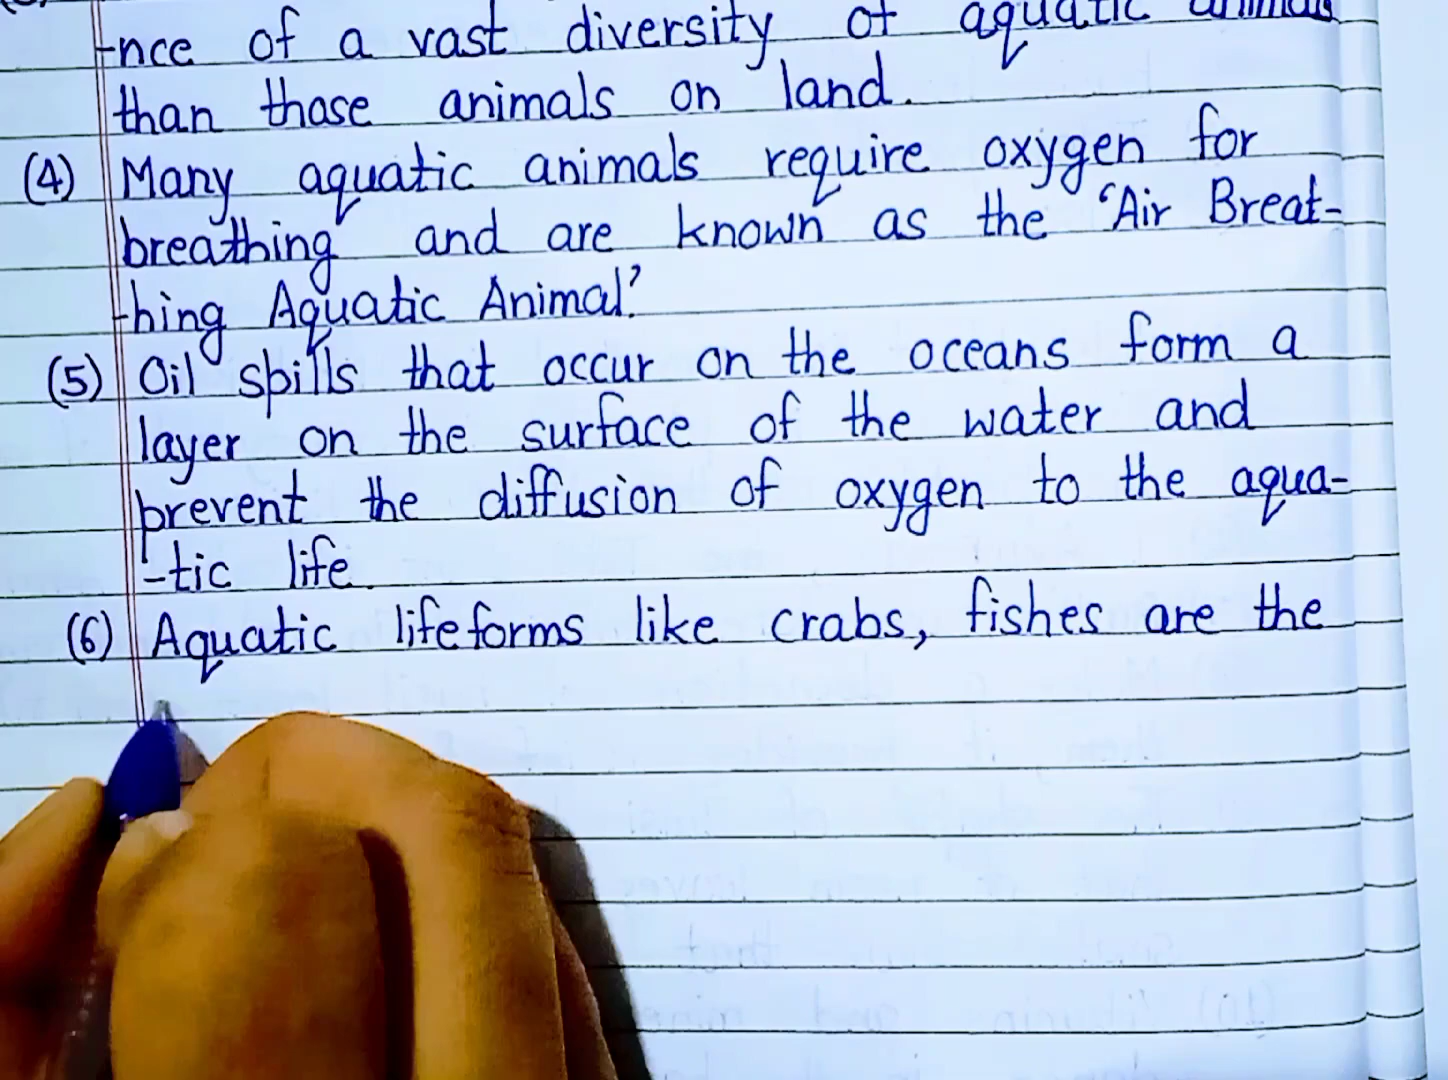 -nce of a vast diversity of aquatic animals
than those animals on land.
(4) Many aquatic animals require oxygen for
breathing and are known as the 'Air Breat-
-hing Aquatic Animal'.
(5) Oil spills that occur on the oceans form a
layer on the surface of the water and
prevent the diffusion of oxygen to the aqua-
-tic life.
(6) Aquatic lifeforms like crabs, fishes are the